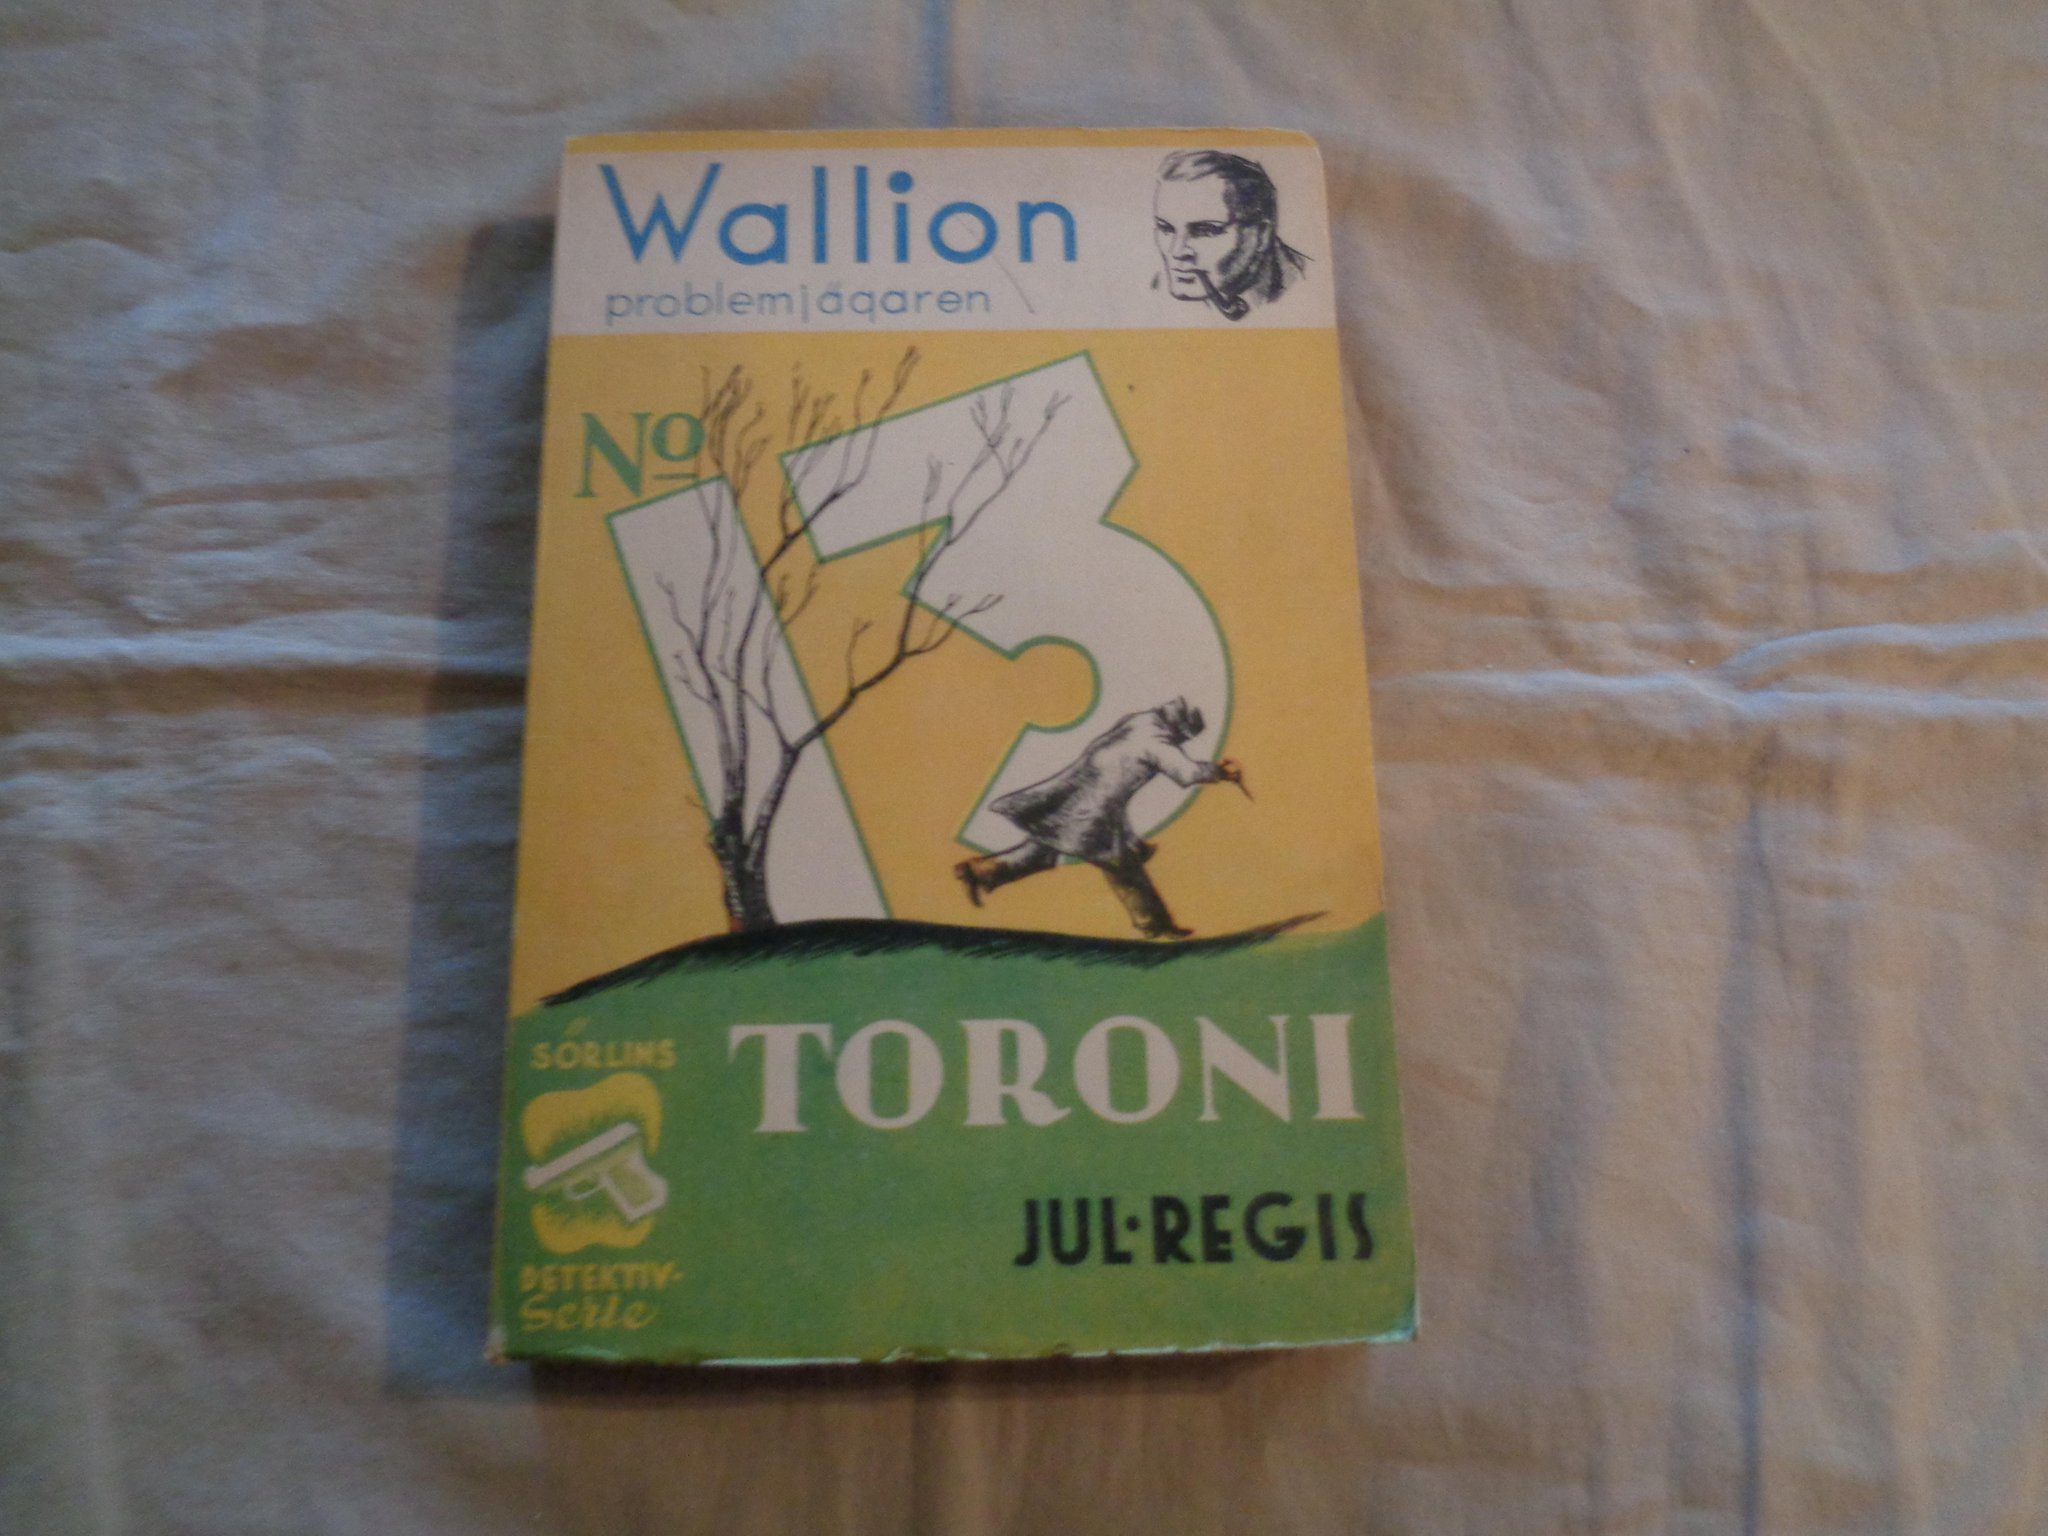 Wallion
problemjägaren
No
13
TORONI
JUL·REGIS
SÖRLINS
DETEKTIV-
Serie